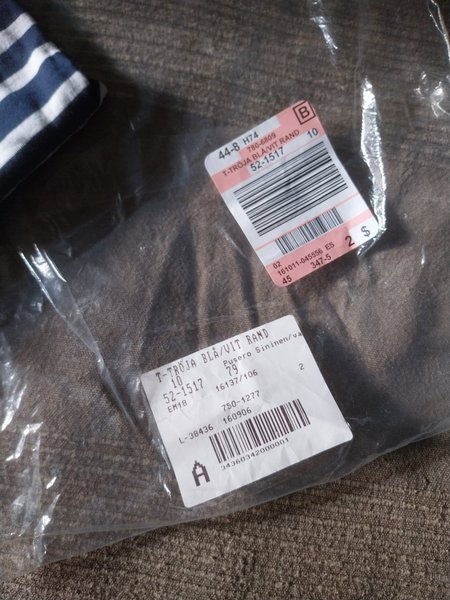 44-8 H74
B
780-6809
T-TRÖJA BLÅ/VIT RAND
52-1517 10
02
161011-045556 ES
45 347-5 2 $
T-TRÖJA BLÅ/VIT RAND
10 Pusero Sininen/va
52-1517 79
EM18 16137/106 2
750-1277
L-38436 160906
Å 34360342000001